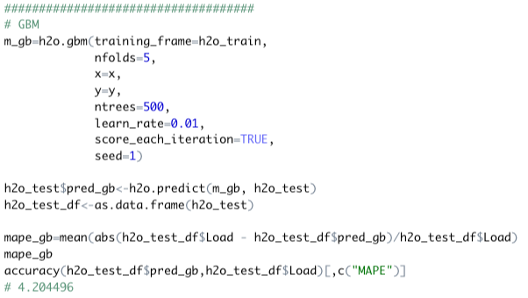 ####################################
# GBM
m_gb=h2o.gbm(training_frame=h2o_train,
             nfolds=5,
             x=x,
             y=y,
             ntrees=500,
             learn_rate=0.01,
             score_each_iteration=TRUE,
             seed=1)
h2o_test$pred_gb<-h2o.predict(m_gb, h2o_test)
h2o_test_df<-as.data.frame(h2o_test)
mape_gb=mean(abs(h2o_test_df$Load - h2o_test_df$pred_gb)/h2o_test_df$Load)
mape_gb
accuracy(h2o_test_df$pred_gb,h2o_test_df$Load)[,c("MAPE")]
# 4.204496